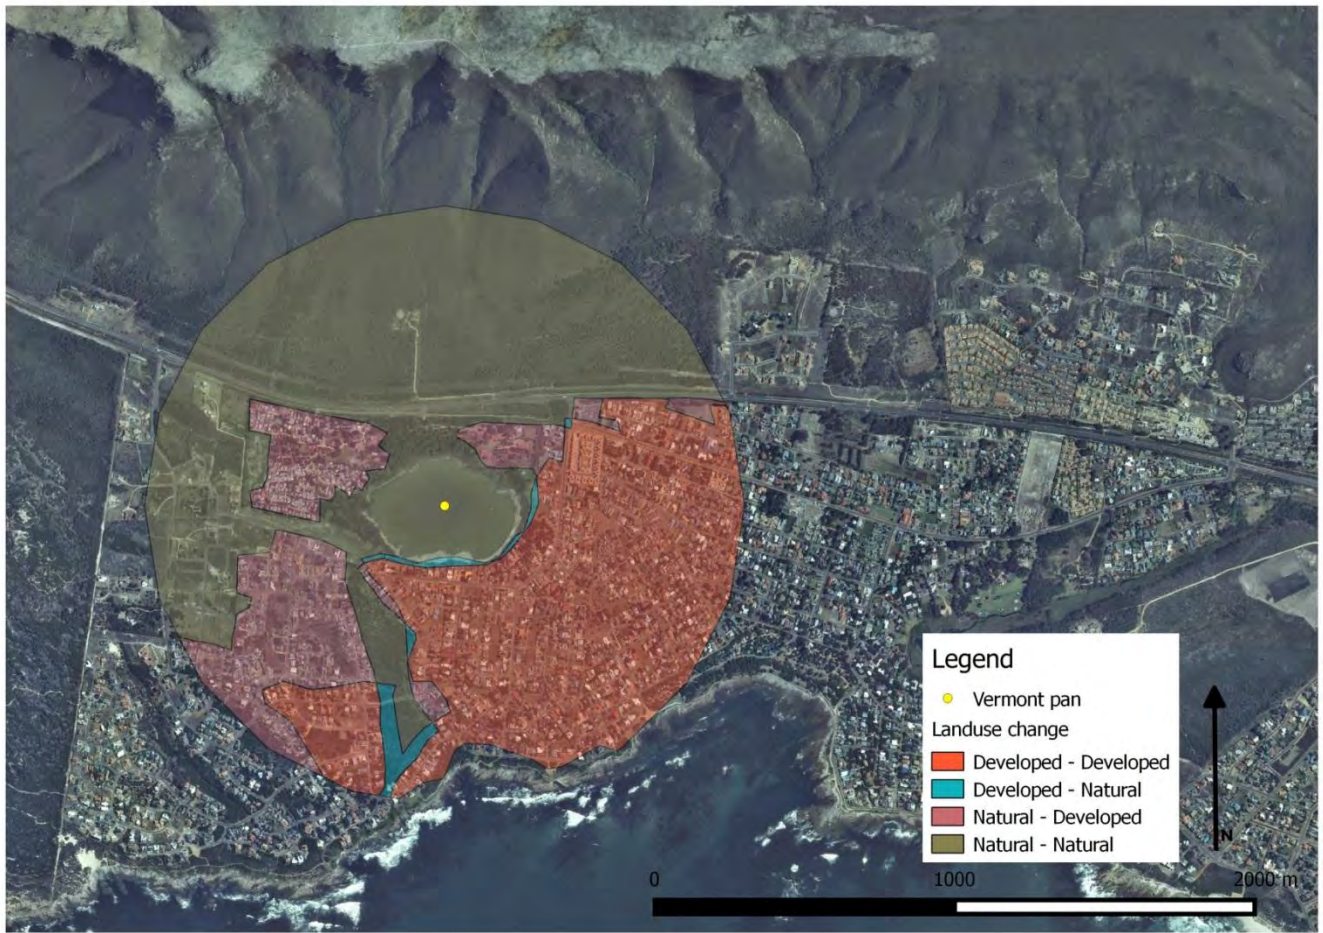 Legend
Vermont pan
Landuse change
Developed - Developed
Developed - Natural
Natural - Developed
Natural - Natural
N
0 1000 2000 m